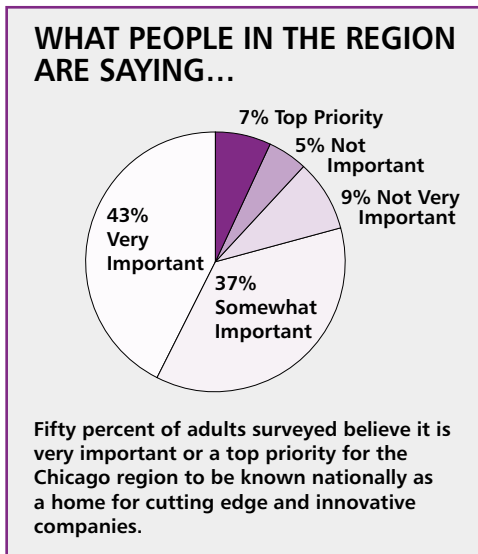 WHAT PEOPLE IN THE REGION
ARE SAYING…
7% Top Priority
5% Not
Important
9% Not Very
Important
43%
Very
Important
37%
Somewhat
Important
Fifty percent of adults surveyed believe it is
very important or a top priority for the
Chicago region to be known nationally as
a home for cutting edge and innovative
companies.